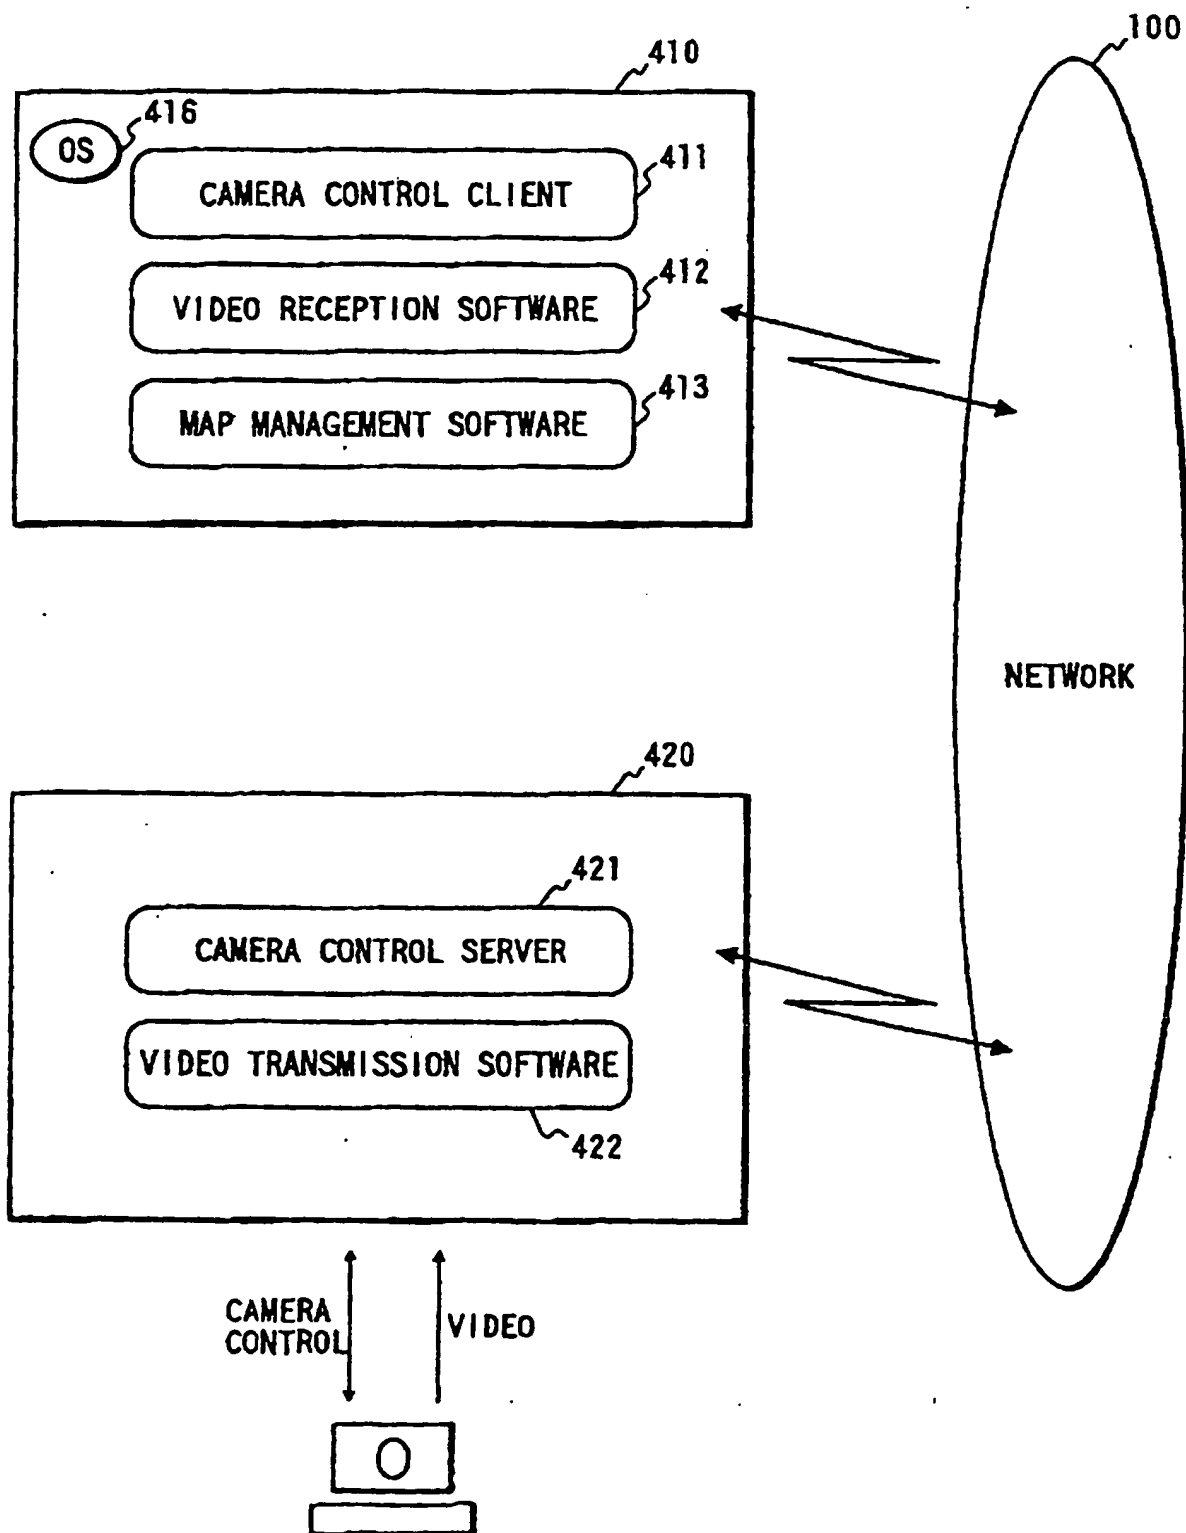 100
410
OS
416
411
CAMERA CONTROL CLIENT
412
VIDEO RECEPTION SOFTWARE
413
MAP MANAGEMENT SOFTWARE
NETWORK
420
421
CAMERA CONTROL SERVER
VIDEO TRANSMISSION SOFTWARE
422
CAMERA
CONTROL
VIDEO